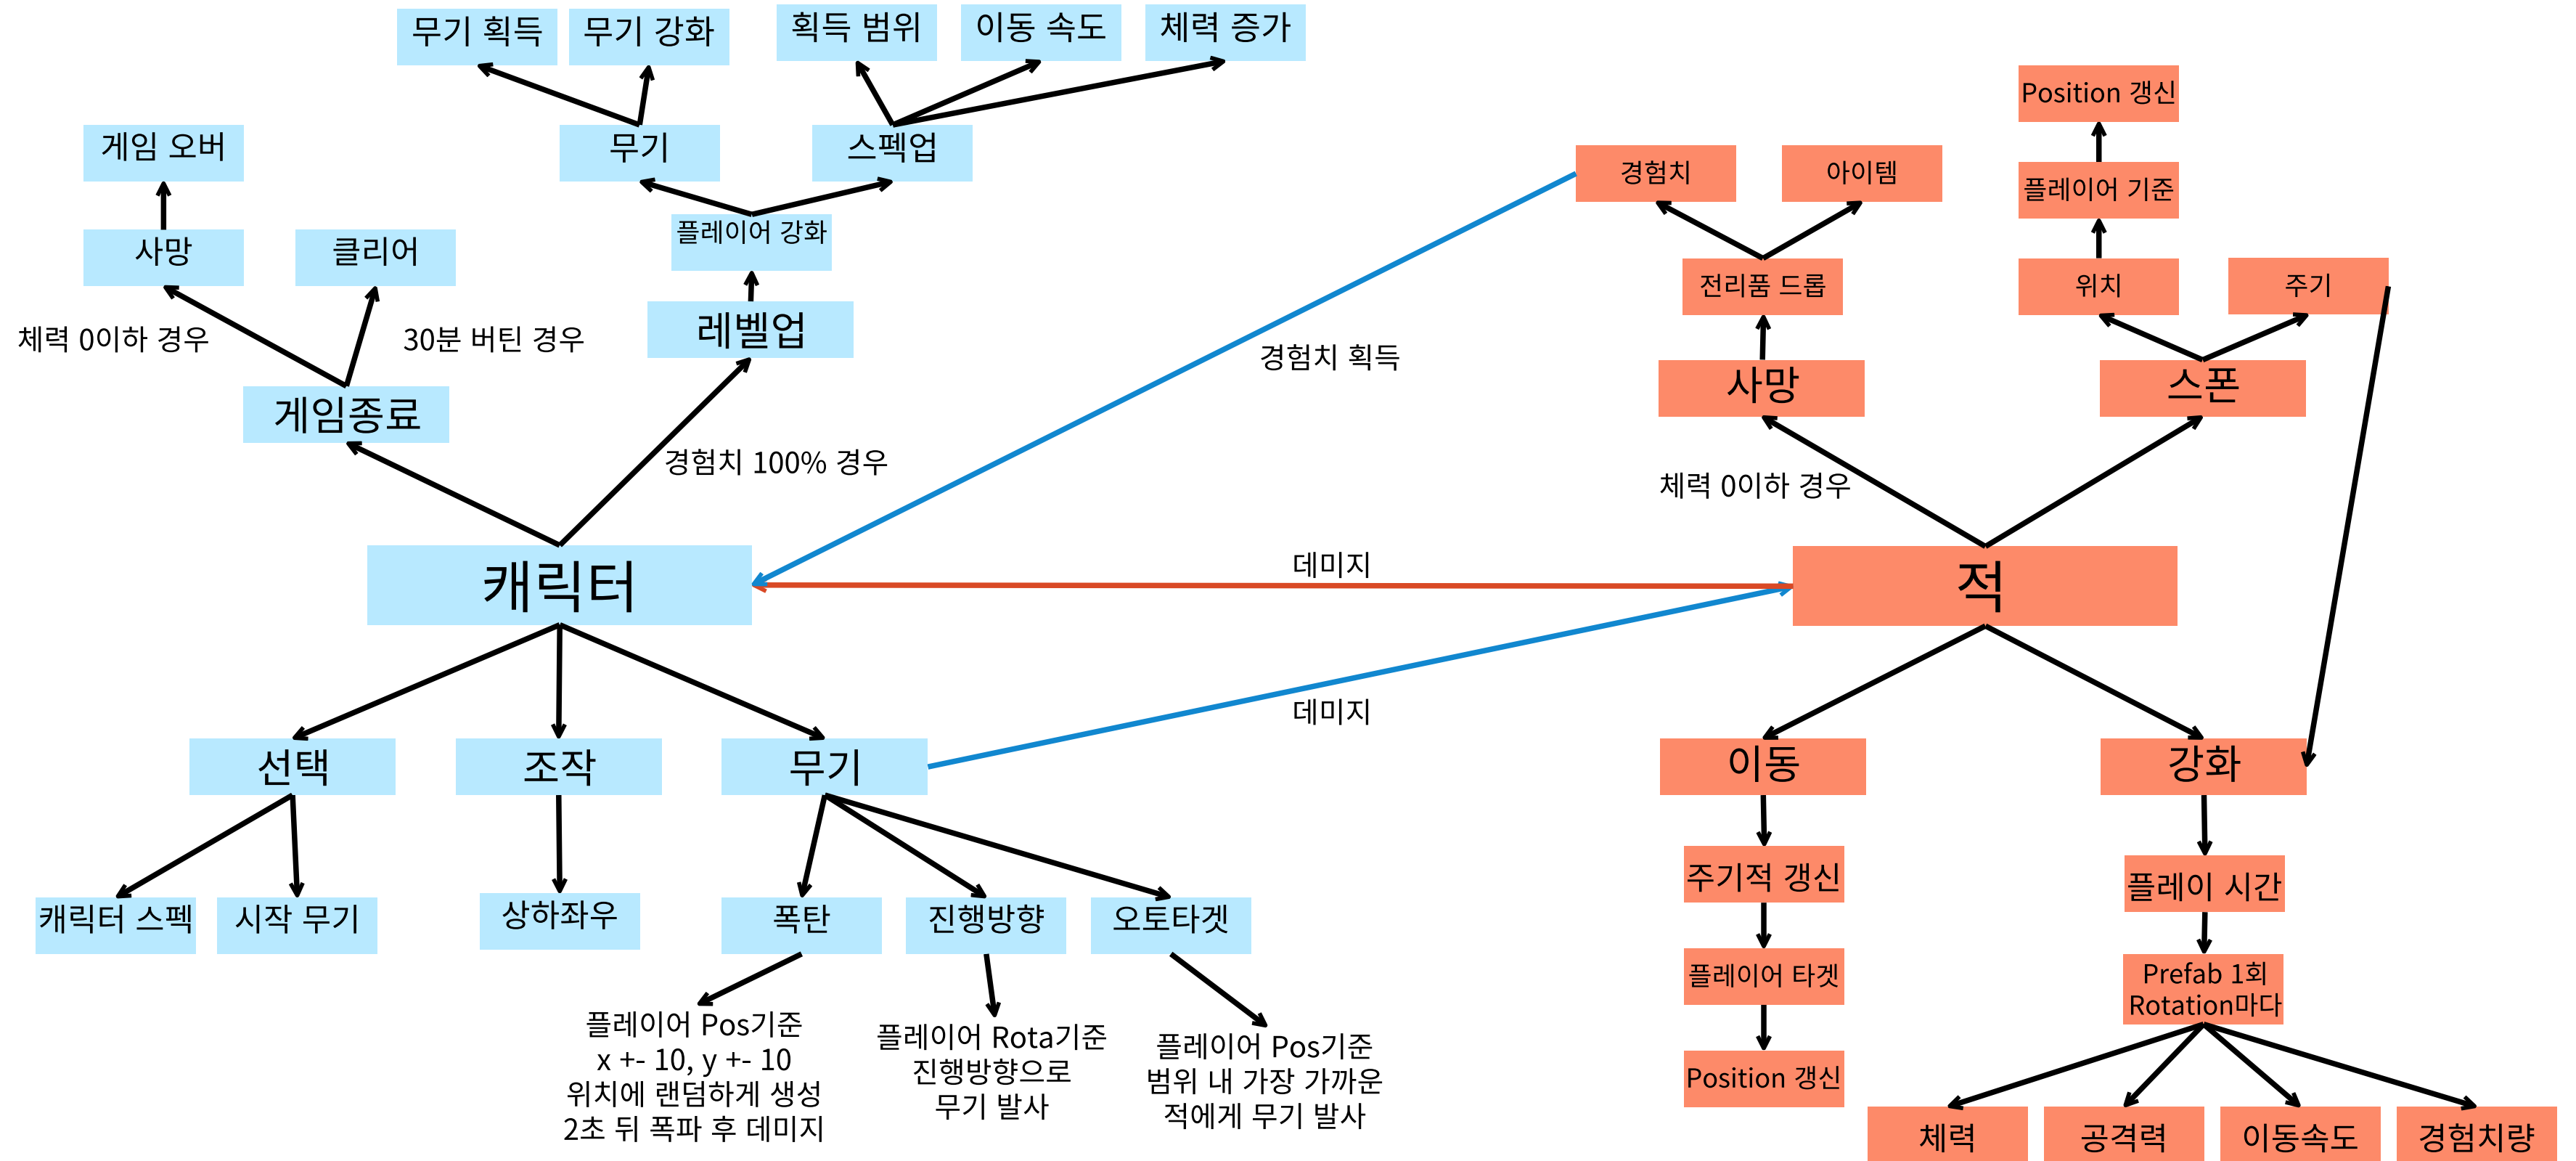 무기 획득
무기 강화
획득 범위
이동 속도
체력 증가
Position 갱신
게임 오버
무기
스펙업
경험치
아이템
플레이어 기준
사망
클리어
플레이어 강화
전리품 드롭
위치
주기
체력 0이하 경우
30분 버틴 경우
레벨업
경험치 획득
사망
스폰
게임종료
경험치 100% 경우
체력 0이하 경우
캐릭터
데미지
적
데미지
선택
조작
무기
이동
강화
주기적 갱신
플레이 시간
캐릭터 스펙
시작 무기
상하좌우
폭탄
진행방향
오토타겟
플레이어 타겟
Prefab 1회
Rotation마다
플레이어 Pos기준
x +- 10, y +- 10
위치에 랜덤하게 생성
2초 뒤 폭파 후 데미지
플레이어 Rota기준
진행방향으로
무기 발사
플레이어 Pos기준
범위 내 가장 가까운
적에게 무기 발사
Position 갱신
체력
공격력
이동속도
경험치량